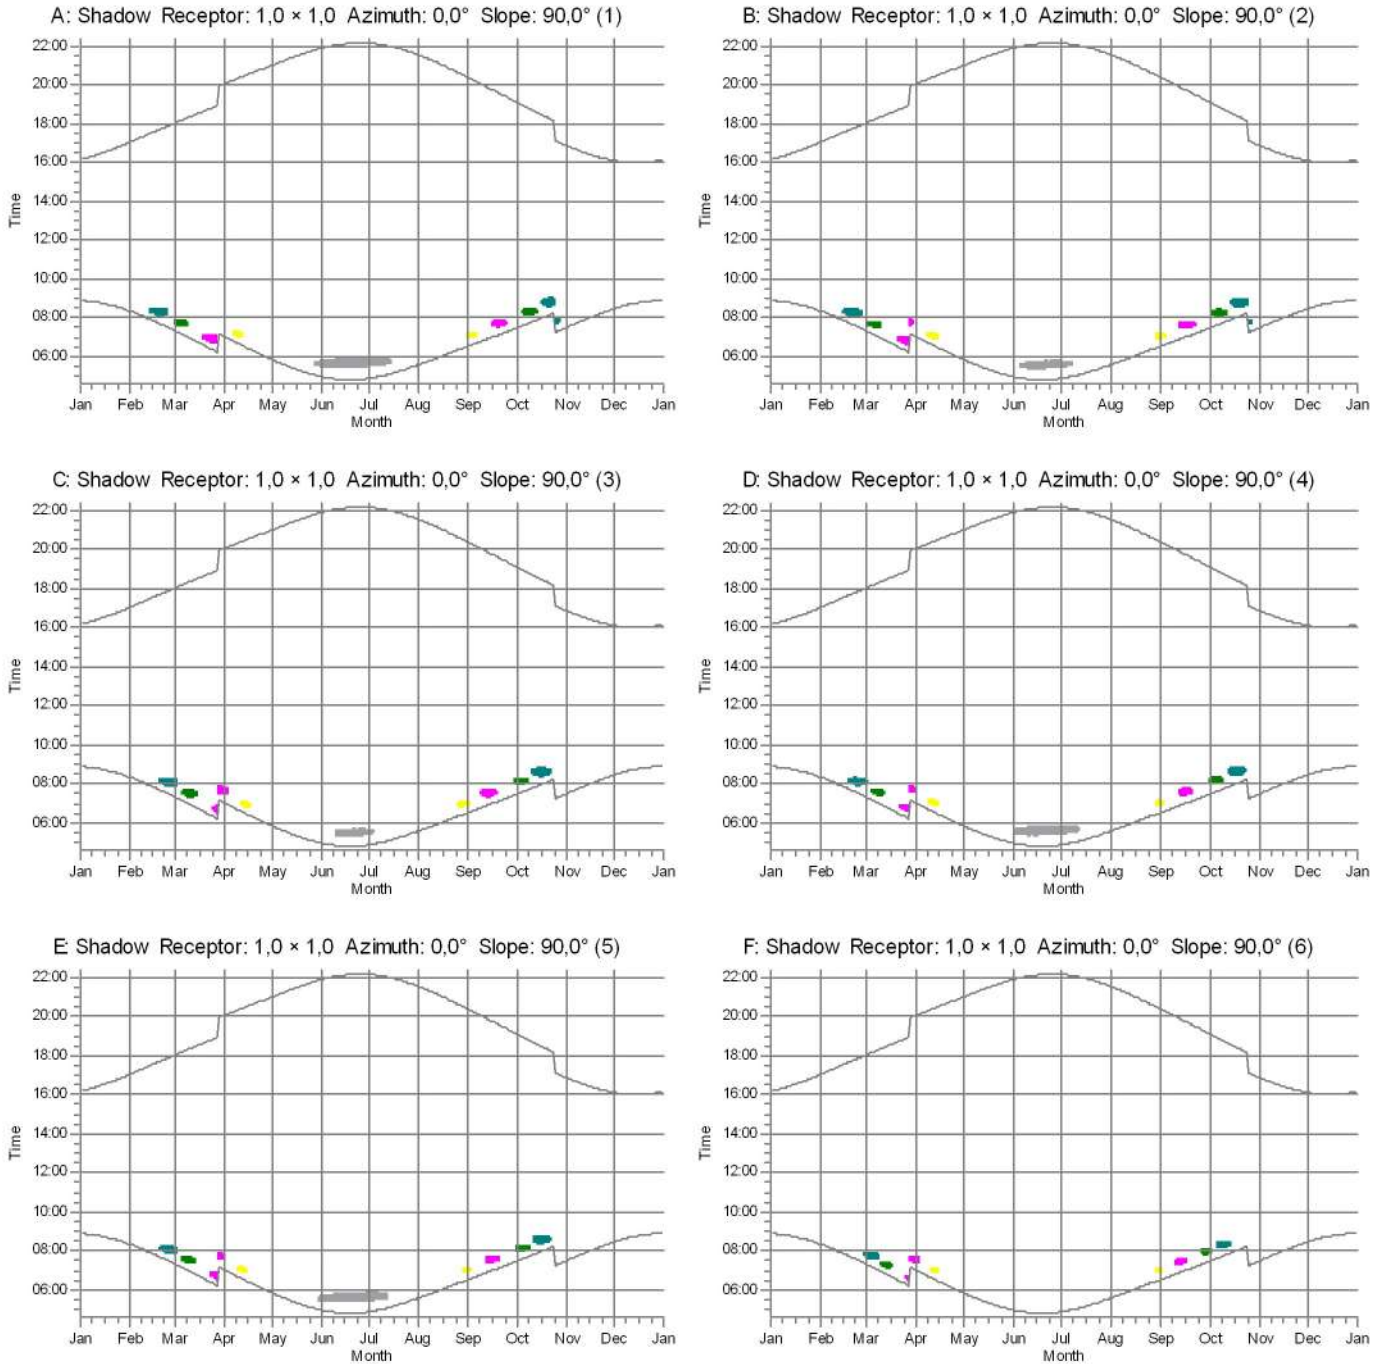 A: Shadow Receptor: 1,0 × 1,0 Azimuth: 0,0° Slope: 90,0° (1)
22:00
20:00
18:00
16:00
14:00
12:00
10:00
08:00
06:00
Time
Jan Feb Mar Apr May Jun Jul Aug Sep Oct Nov Dec Jan
Month
B: Shadow Receptor: 1,0 × 1,0 Azimuth: 0,0° Slope: 90,0° (2)
22:00
20:00
18:00
16:00
14:00
12:00
10:00
08:00
06:00
Time
Jan Feb Mar Apr May Jun Jul Aug Sep Oct Nov Dec Jan
Month
C: Shadow Receptor: 1,0 × 1,0 Azimuth: 0,0° Slope: 90,0° (3)
22:00
20:00
18:00
16:00
14:00
12:00
10:00
08:00
06:00
Time
Jan Feb Mar Apr May Jun Jul Aug Sep Oct Nov Dec Jan
Month
D: Shadow Receptor: 1,0 × 1,0 Azimuth: 0,0° Slope: 90,0° (4)
22:00
20:00
18:00
16:00
14:00
12:00
10:00
08:00
06:00
Time
Jan Feb Mar Apr May Jun Jul Aug Sep Oct Nov Dec Jan
Month
E: Shadow Receptor: 1,0 × 1,0 Azimuth: 0,0° Slope: 90,0° (5)
22:00
20:00
18:00
16:00
14:00
12:00
10:00
08:00
06:00
Time
Jan Feb Mar Apr May Jun Jul Aug Sep Oct Nov Dec Jan
Month
F: Shadow Receptor: 1,0 × 1,0 Azimuth: 0,0° Slope: 90,0° (6)
22:00
20:00
18:00
16:00
14:00
12:00
10:00
08:00
06:00
Time
Jan Feb Mar Apr May Jun Jul Aug Sep Oct Nov Dec Jan
Month